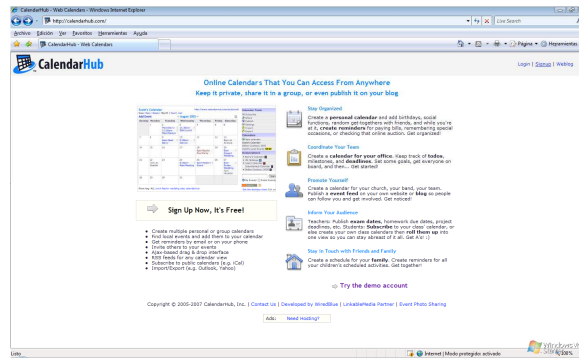 CalendarHub - Web Calendars - Windows Internet Explorer
http://calendarhub.com/
Live Search
Archivo Edición Ver Favoritos Herramientas Ayuda
CalendarHub - Web Calendars
Página Herramientas
CalendarHub
Login | Signup | Weblog
Online Calendars That You Can Access From Anywhere
Keep it private, share it in a group, or even publish it on your blog
Stay Organized
Create a personal calendar and add birthdays, social
functions, random get-togethers with friends, and while you're
at it, create reminders for paying bills, remembering special
occasions, or checking that online auction. Get organized!
Coordinate Your Team
Create a calendar for your office. Keep track of todos,
milestones, and deadlines. Set some goals, get everyone on
board, and then... Get started!
Promote Yourself
Create a calendar for your church, your band, your team.
Publish a event feed on your own website or blog so people
can follow you and get involved. Get noticed!
Inform Your Audience
Teachers: Publish exam dates, homework due dates, project
deadlines, etc. Students: Subscribe to your class' calendar, or
else create your own class calendars then roll them up into
one view so you can stay abreast of it all. Get A's! :)
Stay In Touch with Friends and Family
Create a schedule for your family. Create reminders for all
your children's scheduled activities. Get together!
Sign Up Now, It's Free!
Create multiple personal or group calendars
Find local events and add them to your calendar
Get reminders by email or on your phone
Invite others to your events
Ajax-based drag & drop interface
RSS feeds for any calendar view
Subscribe to public calendars (e.g. iCal)
Import/Export (e.g. Outlook, Yahoo)
Try the demo account
Copyright © 2005-2007 CalendarHub, Inc. | Contact Us | Developed by WiredBlue | LinkableMedia Partner | Event Photo Sharing
Ads: Need Hosting?
Listo
Internet | Modo protegido: activado
100%